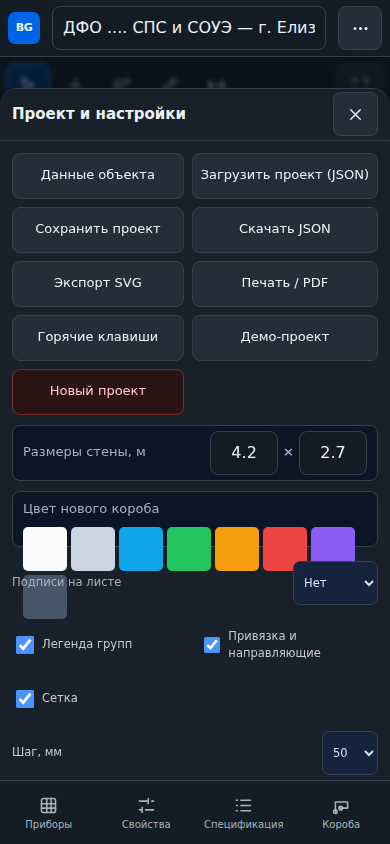 BG
ДФО .... СПС и СОУЭ — г. Елиз
Проект и настройки
Данные объекта
Загрузить проект (JSON)
Сохранить проект
Скачать JSON
Экспорт SVG
Печать / PDF
Горячие клавиши
Демо-проект
Новый проект
Размеры стены, м
4.2
×
2.7
Цвет нового короба
Подписи на листе
Нет
Легенда групп
Привязка и
направляющие
Сетка
Шаг, мм
50
Приборы
Свойства
Спецификация
Короба